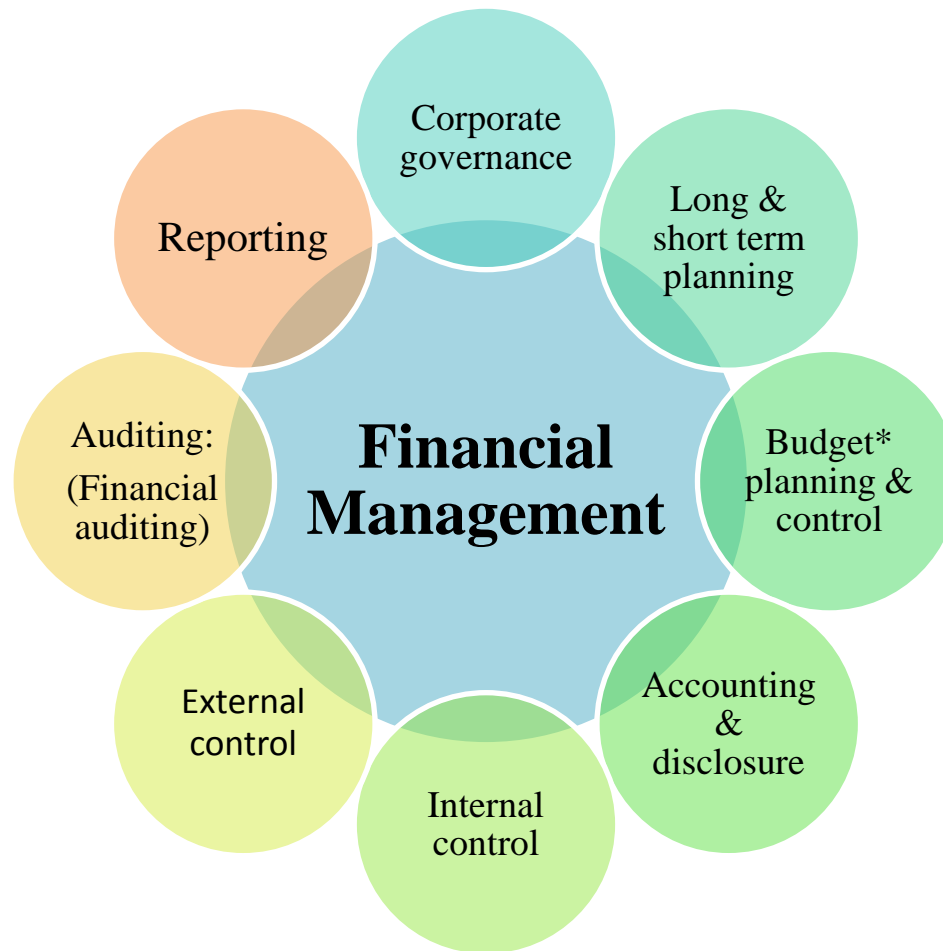 Corporate
governance
Long &
short term
planning
Budget*
planning &
control
Accounting
&
disclosure
Internal
control
External
control
Auditing:
(Financial
auditing)
Reporting
Financial
Management